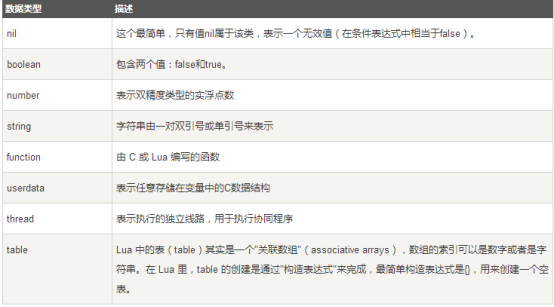 数据类型 描述
nil 这个最简单，只有值nil属于该类，表示一个无效值（在条件表达式中相当于false）。
boolean 包含两个值：false和true。
number 表示双精度类型的实浮点数
string 字符串由一对双引号或单引号来表示
function 由 C 或 Lua 编写的函数
userdata 表示任意存储在变量中的C数据结构
thread 表示执行的独立线路，用于执行协同程序
table Lua 中的表（table）其实是一个"关联数组"（associative arrays），数组的索引可以是数字或者是字
符串。在 Lua 里，table 的创建是通过"构造表达式"来完成，最简单构造表达式是{}，用来创建一个空
表。